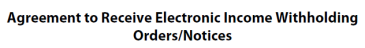 Agreement to Receive Electronic Income Withholding
Orders/Notices